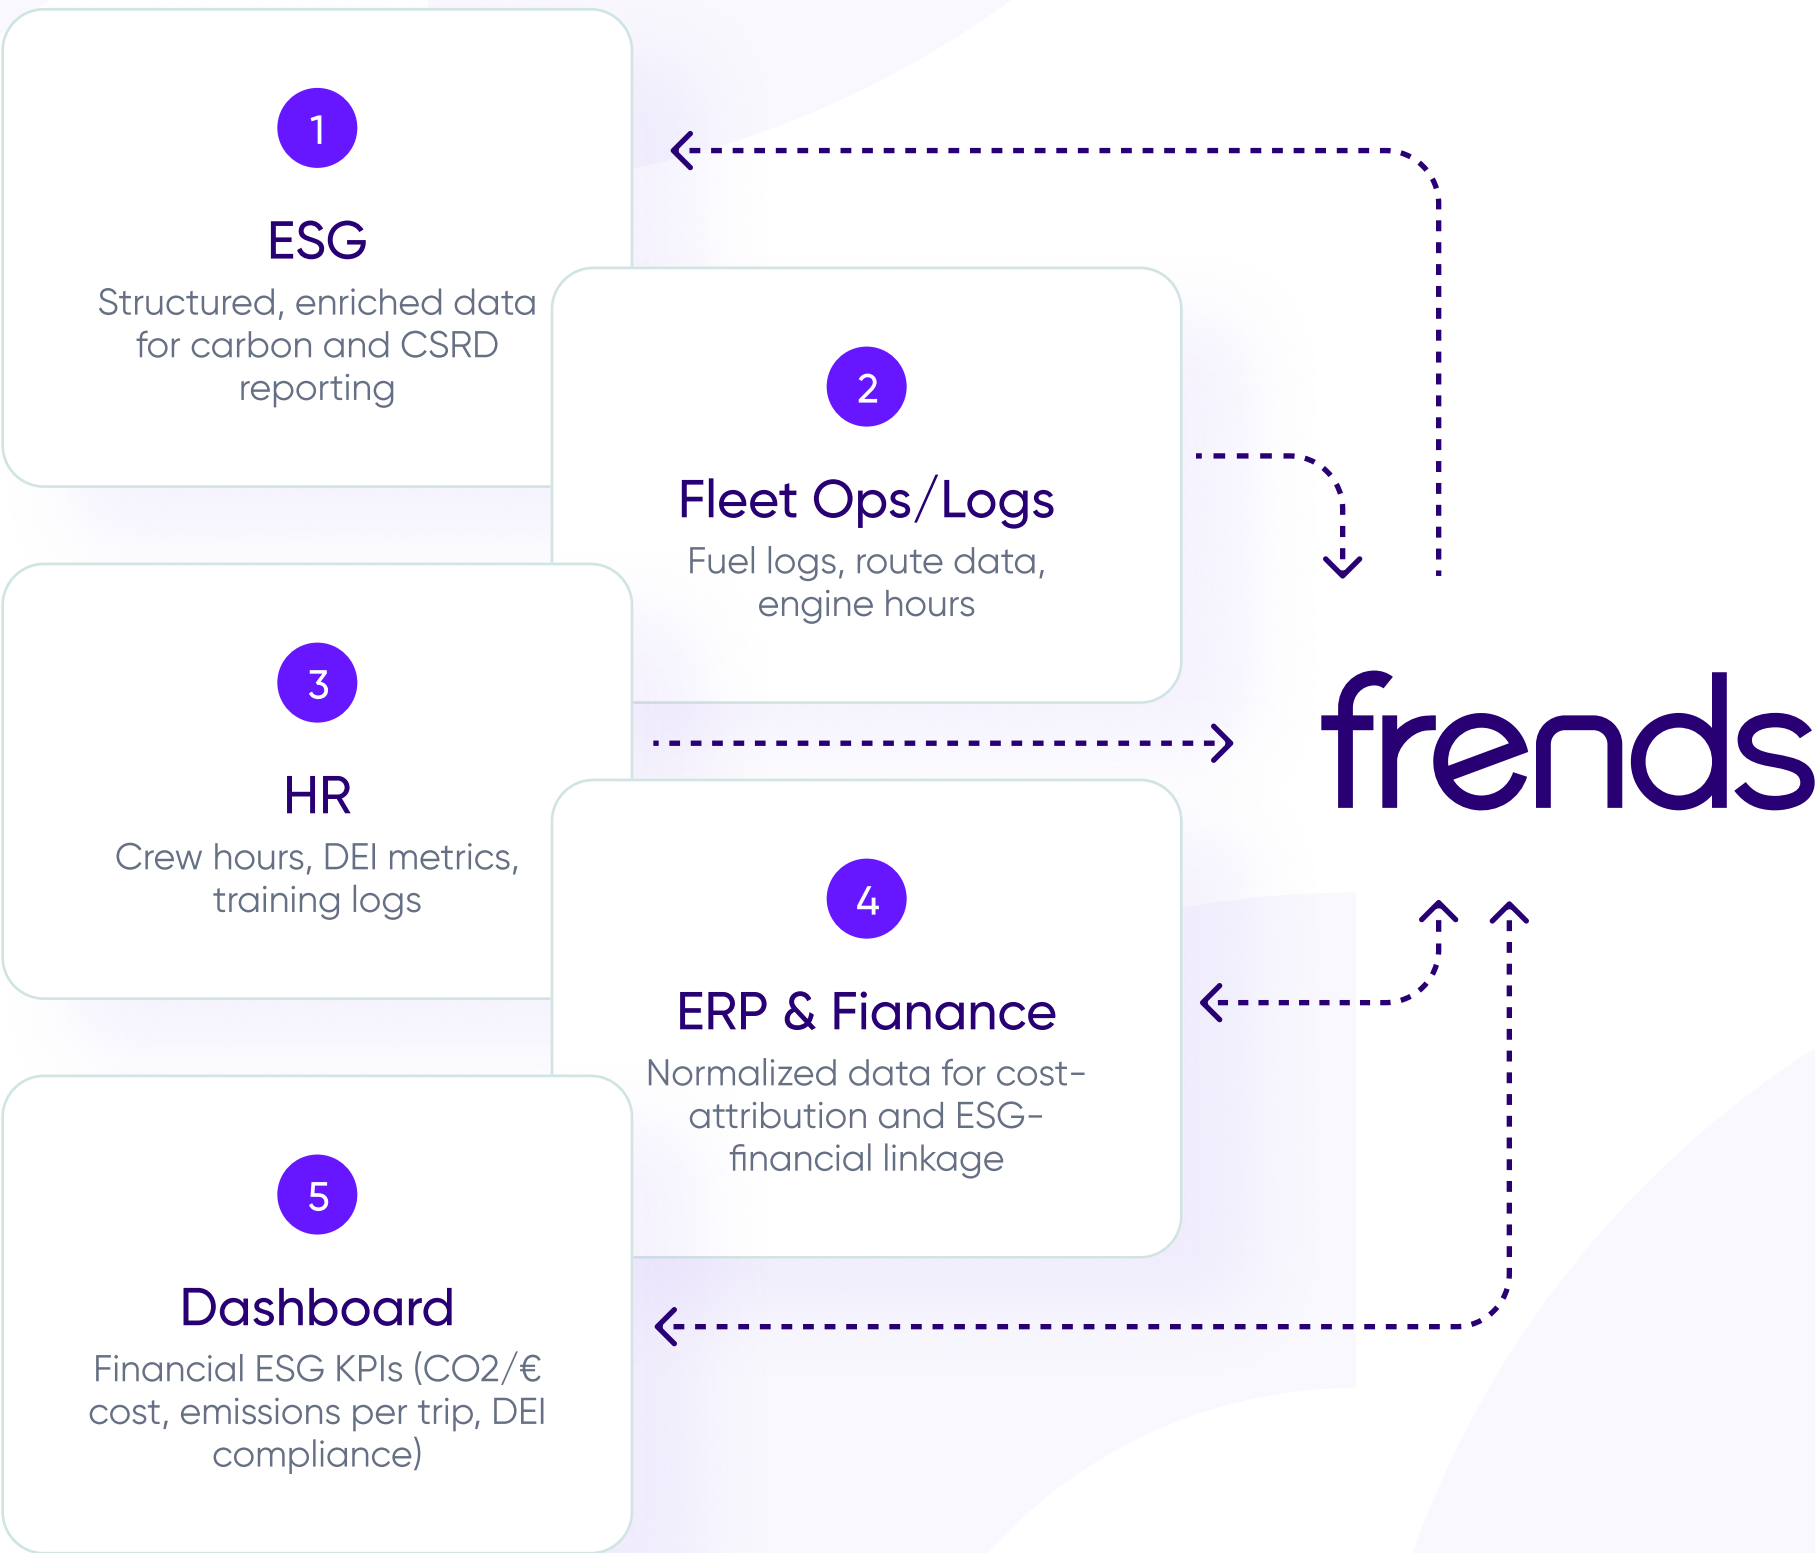 1
ESG
Structured, enriched data
for carbon and CSRD
reporting
2
Fleet Ops/Logs
Fuel logs, route data,
engine hours
3
HR
Crew hours, DEI metrics,
training logs
frends
4
ERP & Fianance
Normalized data for cost-
attribution and ESG-
financial linkage
5
Dashboard
Financial ESG KPIs (CO2/€
cost, emissions per trip, DEI
compliance)